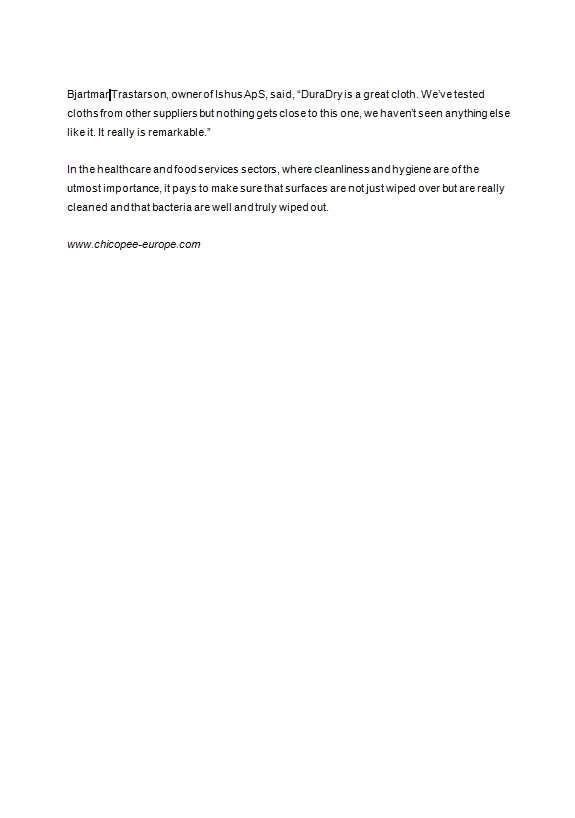 Bjartmar Trastarson, owner of Ishus ApS, said, “DuraDry is a great cloth. We’ve tested
cloths from other suppliers but nothing gets close to this one, we haven’t seen anything else
like it. It really is remarkable.”
In the healthcare and food services sectors, where cleanliness and hygiene are of the
utmost importance, it pays to make sure that surfaces are not just wiped over but are really
cleaned and that bacteria are well and truly wiped out.
www.chicopee-europe.com